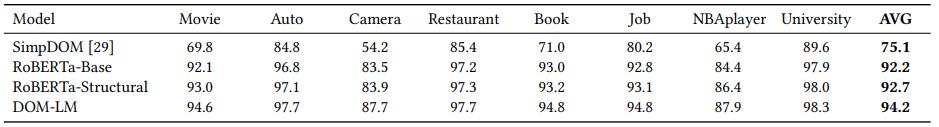 Model Movie Auto Camera Restaurant Book Job NBAplayer University AVG
SimpDOM [29] 69.8 84.8 54.2 85.4 71.0 80.2 65.4 89.6 75.1
RoBERTa-Base 92.1 96.8 83.5 97.2 93.0 92.8 84.4 97.9 92.2
RoBERTa-Structural 93.0 97.1 83.9 97.3 93.2 93.1 86.4 98.0 92.7
DOM-LM 94.6 97.7 87.7 97.7 94.8 94.8 87.9 98.3 94.2